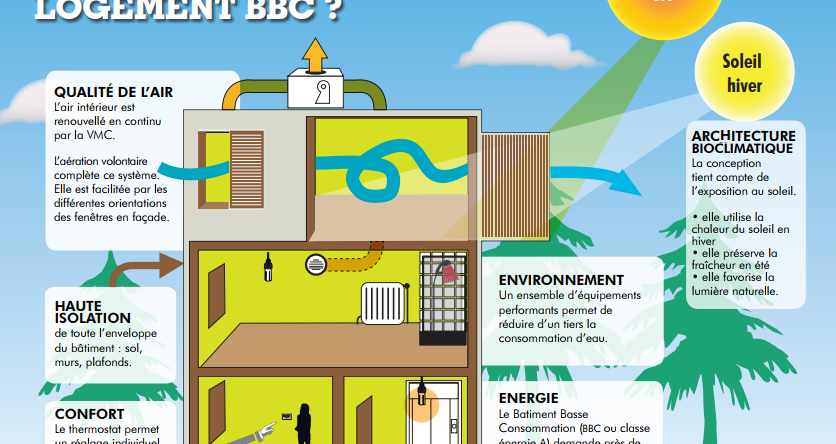 LOGEMENT BBC ?
QUALITÉ DE L'AIR
L'air intérieur est
renouvellé en continu
par la VMC.
L'aération volontaire
complète ce système.
Elle est facilitée par les
différentes orientations
des fenêtres en façade.
HAUTE
ISOLATION
de toute l'enveloppe
du bâtiment : sol,
murs, plafonds.
CONFORT
Le thermostat permet
un réglage individuel
Soleil
hiver
ARCHITECTURE
BIOCLIMATIQUE
La conception
tient compte de
l'exposition au soleil.
• elle utilise la
chaleur du soleil en
hiver
• elle préserve la
fraîcheur en été
• elle favorise la
lumière naturelle.
ENVIRONNEMENT
Un ensemble d'équipements
performants permet de
réduire d'un tiers la
consommation d'eau.
ENERGIE
Le Batiment Basse
Consommation (BBC ou classe
énergie A) demande près de